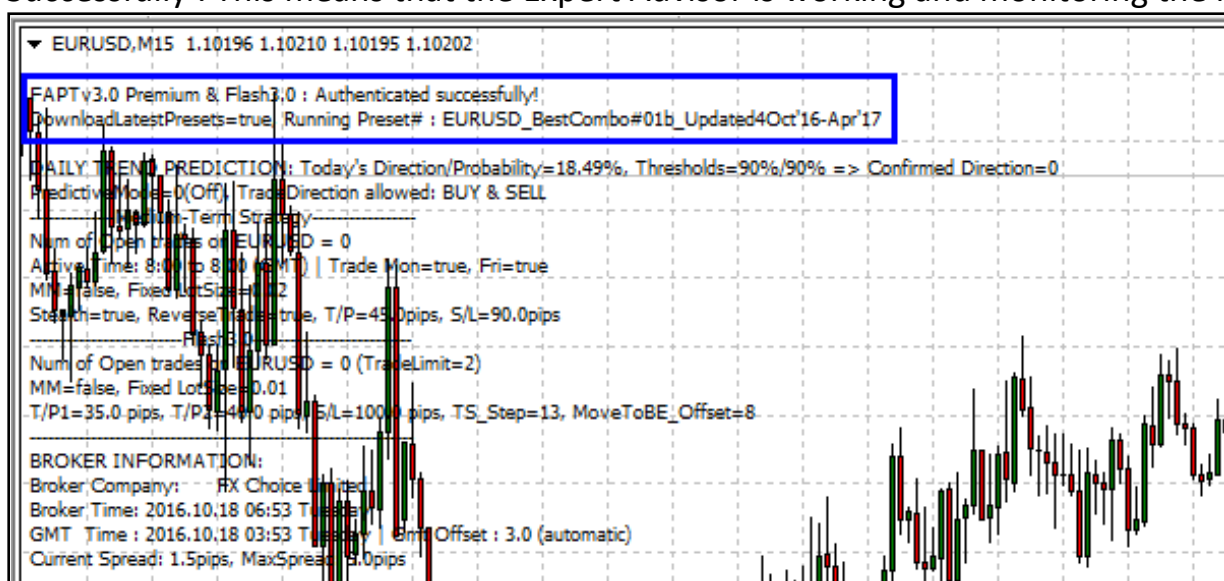 Successfully". This means that the Expert Advisor is working and monitoring the
EURUSD,M15 1.10196 1.10210 1.10195 1.10202
FAPTv3.0 Premium & Flash3.0 : Authenticated successfully!
DownloadLatestPresets=true, Running Preset# : EURUSD_BestCombo#01b_Updated4Oct'16-Apr'17
DAILY TREND PREDICTION: Today's Direction/Probability=18.49%, Thresholds=90%/90% => Confirmed Direction=0
PredictiveMode=0(Off), TradeDirection allowed: BUY & SELL
----------------Medium-Term Strategy------------------
Num of Open trades on EURUSD = 0
Active Time: 8:00 to 8:00 (GMT) | Trade Mon=true, Fri=true
MM=false, Fixed LotSize=0.02
Stealth=true, ReverseTrade=true, T/P=45.0pips, S/L=90.0pips
---------------------------Flash3.0---------------------------
Num of Open trades on EURUSD = 0 (TradeLimit=2)
MM=false, Fixed LotSize=0.01
T/P1=35.0 pips, T/P2=40.0 pips, S/L=100.0 pips, TS_Step=13, MoveToBE_Offset=8
------------------------------------------------------------
BROKER INFORMATION:
Broker Company: FX Choice Limited
Broker Time: 2016.10.18 06:53 Tuesday
GMT Time : 2016.10.18 03:53 Tuesday | Gmt Offset : 3.0 (automatic)
Current Spread: 1.5pips, MaxSpread